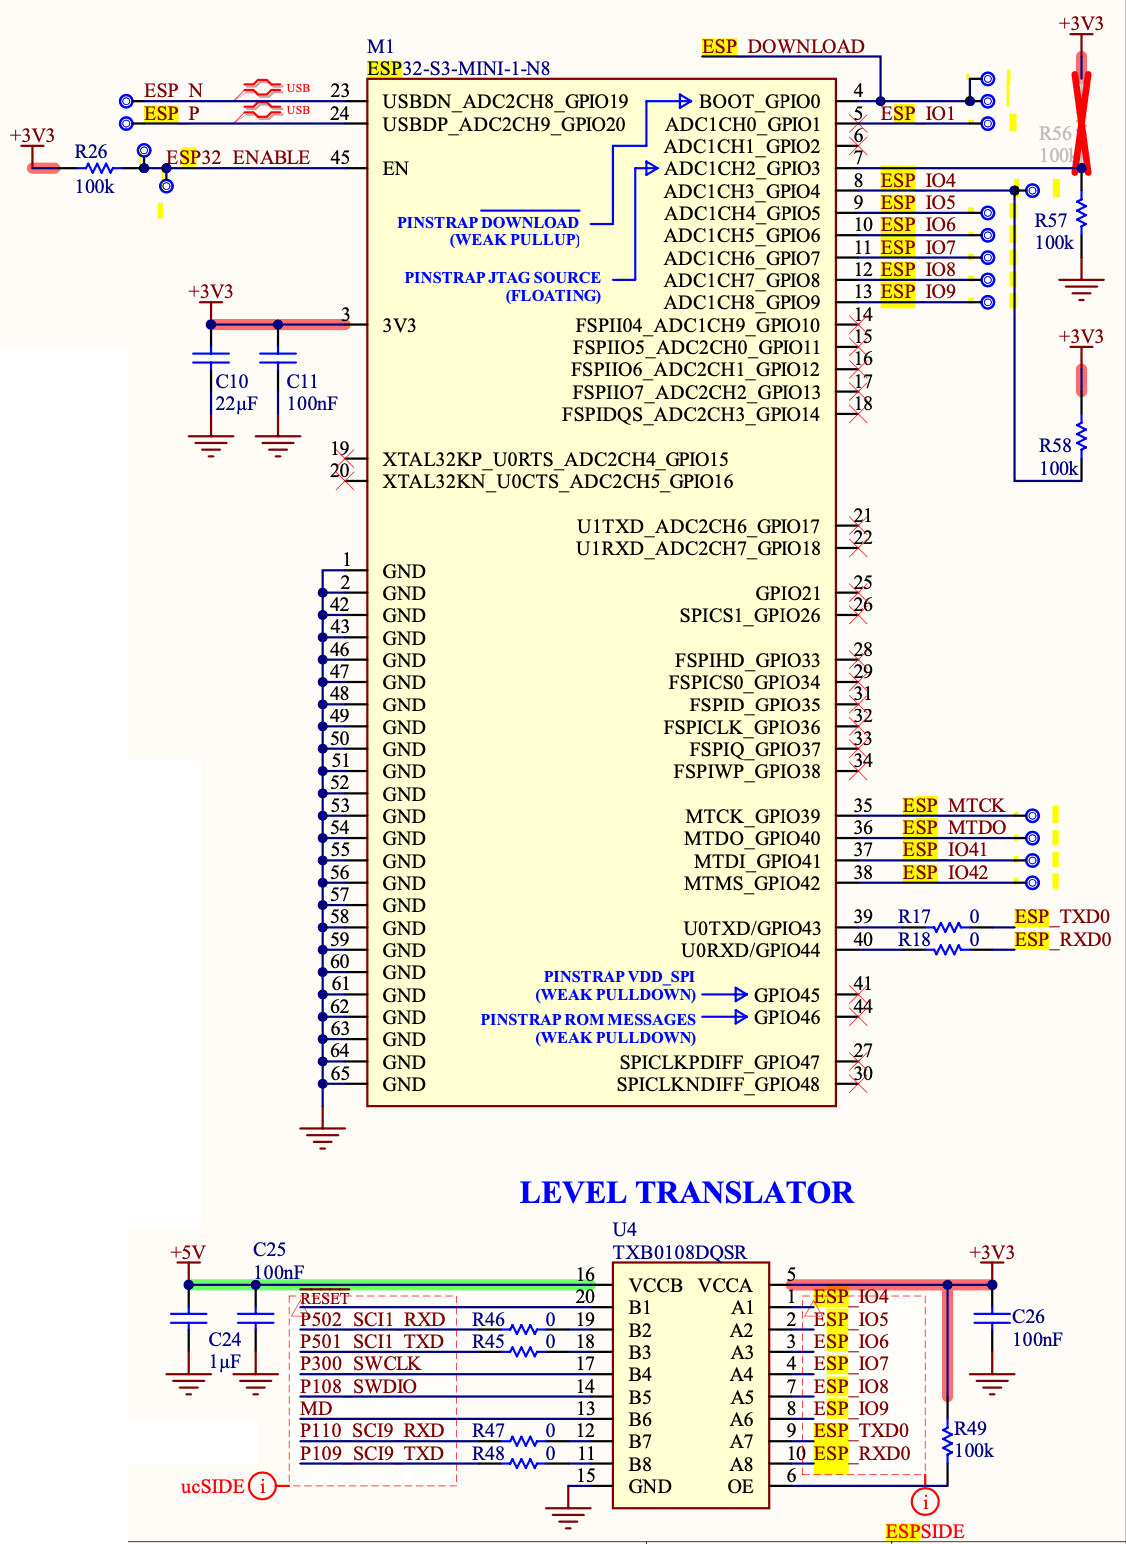 +3V3
M1
ESP32-S3-MINI-1-N8
ESP_DOWNLOAD
ESP_N 23 USBDN_ADC2CH8_GPIO19
USB
ESP_P 24 USBDP_ADC2CH9_GPIO20
USB
+3V3
R26
100k
ESP32_ENABLE 45 EN
BOOT_GPIO0 4
ADC1CH0_GPIO1 5 ESP_IO1
ADC1CH1_GPIO2 6
ADC1CH2_GPIO3 7
R56
100k
ADC1CH3_GPIO4 8 ESP_IO4
ADC1CH4_GPIO5 9 ESP_IO5
ADC1CH5_GPIO6 10 ESP_IO6
ADC1CH6_GPIO7 11 ESP_IO7
ADC1CH7_GPIO8 12 ESP_IO8
ADC1CH8_GPIO9 13 ESP_IO9
R57
100k
PINSTRAP DOWNLOAD
(WEAK PULLUP)
PINSTRAP JTAG SOURCE
(FLOATING)
+3V3
3 3V3
C10
22µF
C11
100nF
FSPII04_ADC1CH9_GPIO10 14
FSPIIO5_ADC2CH0_GPIO11 15
FSPIIO6_ADC2CH1_GPIO12 16
FSPIIO7_ADC2CH2_GPIO13 17
FSPIDQS_ADC2CH3_GPIO14 18
+3V3
R58
100k
19 XTAL32KP_U0RTS_ADC2CH4_GPIO15
20 XTAL32KN_U0CTS_ADC2CH5_GPIO16
U1TXD_ADC2CH6_GPIO17 21
U1RXD_ADC2CH7_GPIO18 22
1 GND
2 GND GPIO21 25
42 GND SPICS1_GPIO26 26
43 GND
46 GND FSPIHD_GPIO33 28
47 GND FSPICS0_GPIO34 29
48 GND FSPID_GPIO35 31
49 GND FSPICLK_GPIO36 32
50 GND FSPIQ_GPIO37 33
51 GND FSPIWP_GPIO38 34
52 GND
53 GND MTCK_GPIO39 35 ESP_MTCK
54 GND MTDO_GPIO40 36 ESP_MTDO
55 GND MTDI_GPIO41 37 ESP_IO41
56 GND MTMS_GPIO42 38 ESP_IO42
57 GND
58 GND U0TXD/GPIO43 39 R17 0 ESP_TXD0
59 GND U0RXD/GPIO44 40 R18 0 ESP_RXD0
60 GND
PINSTRAP VDD_SPI
(WEAK PULLDOWN)
61 GND GPIO45 41
62 GND GPIO46 44
PINSTRAP ROM MESSAGES
(WEAK PULLDOWN)
63 GND
64 GND SPICLKPDIFF_GPIO47 27
65 GND SPICLKNDIFF_GPIO48 30
LEVEL TRANSLATOR
U4
TXB0108DQSR
+5V
C25
100nF
+3V3
16 VCCB VCCA 5
RESET 20 B1 A1 1 ESP_IO4
P502_SCI1_RXD R46 0 19 B2 A2 2 ESP_IO5
P501_SCI1_TXD R45 0 18 B3 A3 3 ESP_IO6
P300_SWCLK 17 B4 A4 4 ESP_IO7
P108_SWDIO 14 B5 A5 7 ESP_IO8
MD 13 B6 A6 8 ESP_IO9
P110_SCI9_RXD R47 0 12 B7 A7 9 ESP_TXD0
P109_SCI9_TXD R48 0 11 B8 A8 10 ESP_RXD0
15 GND OE 6
C24
1µF
C26
100nF
R49
100k
ucSIDE i
i
ESPSIDE